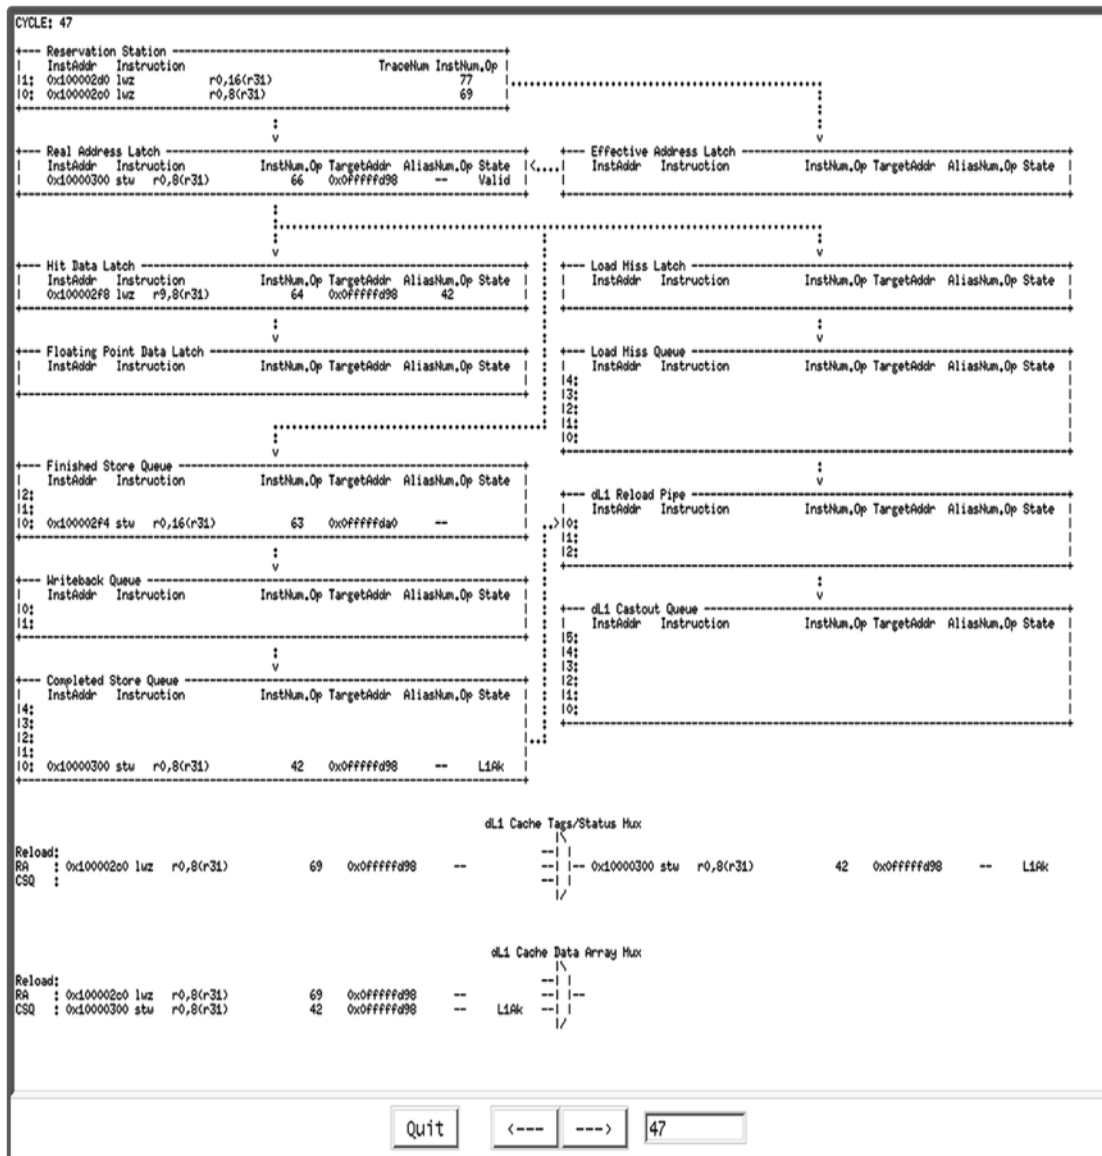 CYCLE: 47
+--- Reservation Station ---+
| InstAddr Instruction TraceNum InstNum.Op |
|1: 0x100002d0 lwz r0,16(r31) 77 |
|0: 0x100002c0 lwz r0,8(r31) 69 |
+--- Real Address Latch ---+ +--- Effective Address Latch ---+
| InstAddr Instruction InstNum.Op TargetAddr AliasNum.Op State |<....| InstAddr Instruction InstNum.Op TargetAddr AliasNum.Op State |
| 0x10000300 stw r0,8(r31) 66 0x0fffffd98 -- Valid |
+--- Hit Data Latch ---+ +--- Load Miss Latch ---+
| InstAddr Instruction InstNum.Op TargetAddr AliasNum.Op State | | InstAddr Instruction InstNum.Op TargetAddr AliasNum.Op State |
| 0x100002f8 lwz r9,8(r31) 64 0x0fffffd98 42 |
+--- Floating Point Data Latch ---+ +--- Load Miss Queue ---+
| InstAddr Instruction InstNum.Op TargetAddr AliasNum.Op State | | InstAddr Instruction InstNum.Op TargetAddr AliasNum.Op State |
|4:
|3:
|2:
|1:
|0:
+--- Finished Store Queue ---+
| InstAddr Instruction InstNum.Op TargetAddr AliasNum.Op State |
|2:
|1:
|0: 0x100002f4 stw r0,16(r31) 63 0x0fffffda0 --
+--- dL1 Reload Pipe ---+
| InstAddr Instruction InstNum.Op TargetAddr AliasNum.Op State |
|0:
|1:
|2:
+--- Writeback Queue ---+
| InstAddr Instruction InstNum.Op TargetAddr AliasNum.Op State |
|0:
|1:
+--- dL1 Castout Queue ---+
| InstAddr Instruction InstNum.Op TargetAddr AliasNum.Op State |
|5:
|4:
|3:
|2:
|1:
|0:
+--- Completed Store Queue ---+
| InstAddr Instruction InstNum.Op TargetAddr AliasNum.Op State |
|4:
|3:
|2:
|1:
|0: 0x10000300 stw r0,8(r31) 42 0x0fffffd98 -- L1Ak
dL1 Cache Tags/Status Mux
Reload:
RA : 0x100002c0 lwz r0,8(r31) 69 0x0fffffd98 -- --| |-- 0x10000300 stw r0,8(r31) 42 0x0fffffd98 -- L1Ak
CSQ :
dL1 Cache Data Array Mux
Reload:
RA : 0x100002c0 lwz r0,8(r31) 69 0x0fffffd98 -- --| |--
CSQ : 0x10000300 stw r0,8(r31) 42 0x0fffffd98 -- L1Ak --| |
Quit <--- ---> 47